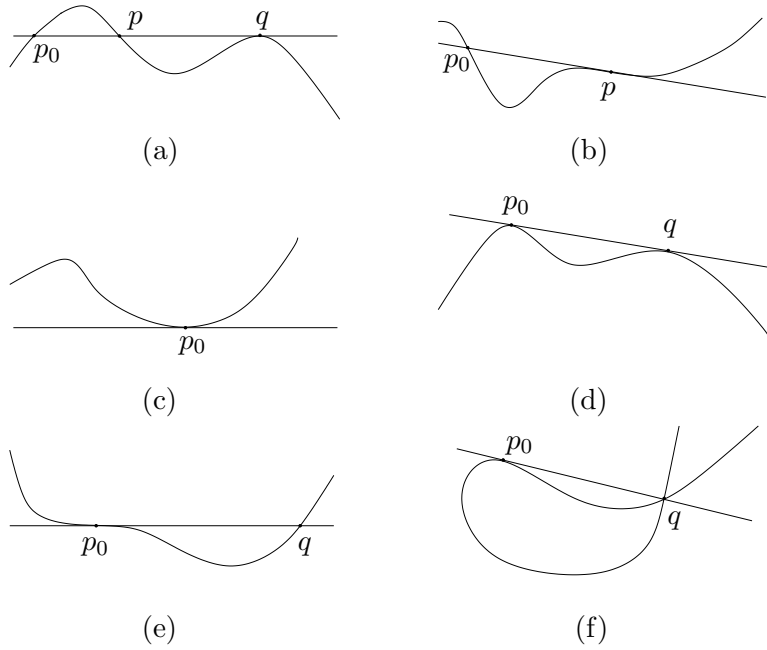 p₀ p q
(a)
p₀ p
(b)
p₀
(c)
p₀ q
(d)
p₀ q
(e)
p₀ q
(f)